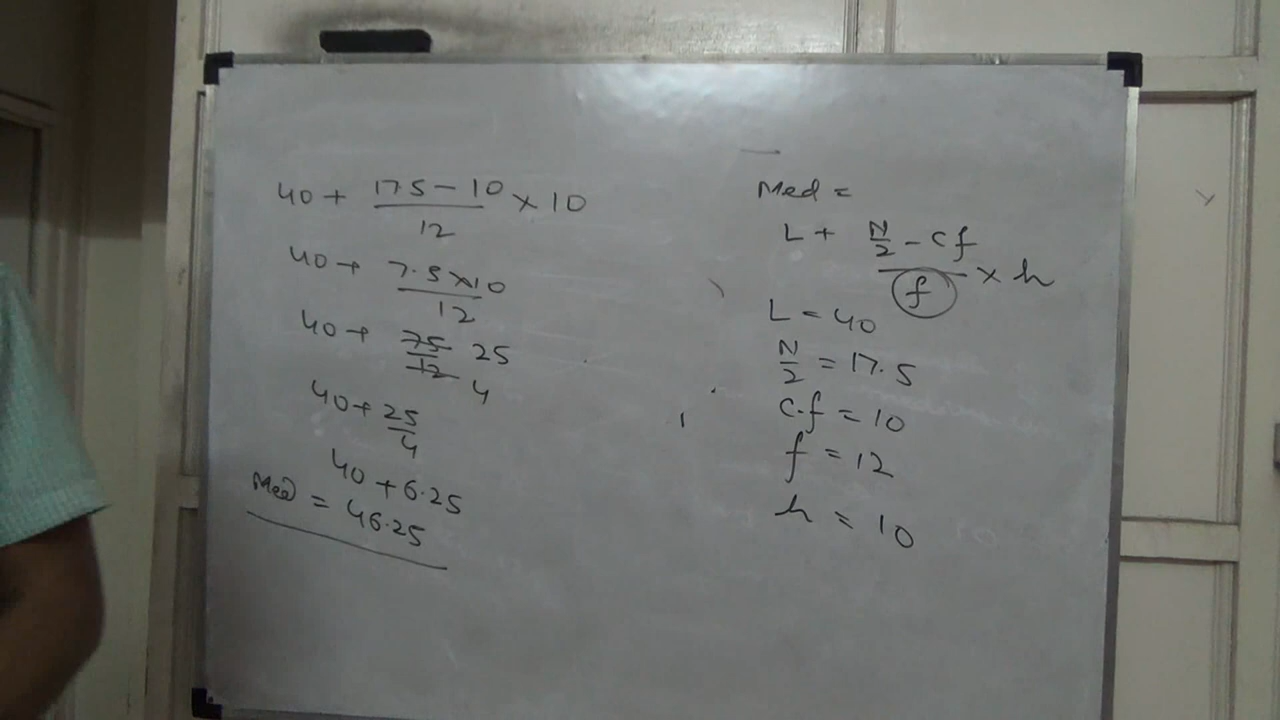 40 + 17.5 - 10 / 12 × 10
40 + 7.5 × 10 / 12
40 + 75 / 12 25 / 4
40 + 25 / 4
40 + 6.25
Med = 46.25
Med =
L + N/2 - cf / f × h
L = 40
N/2 = 17.5
c.f = 10
f = 12
h = 10